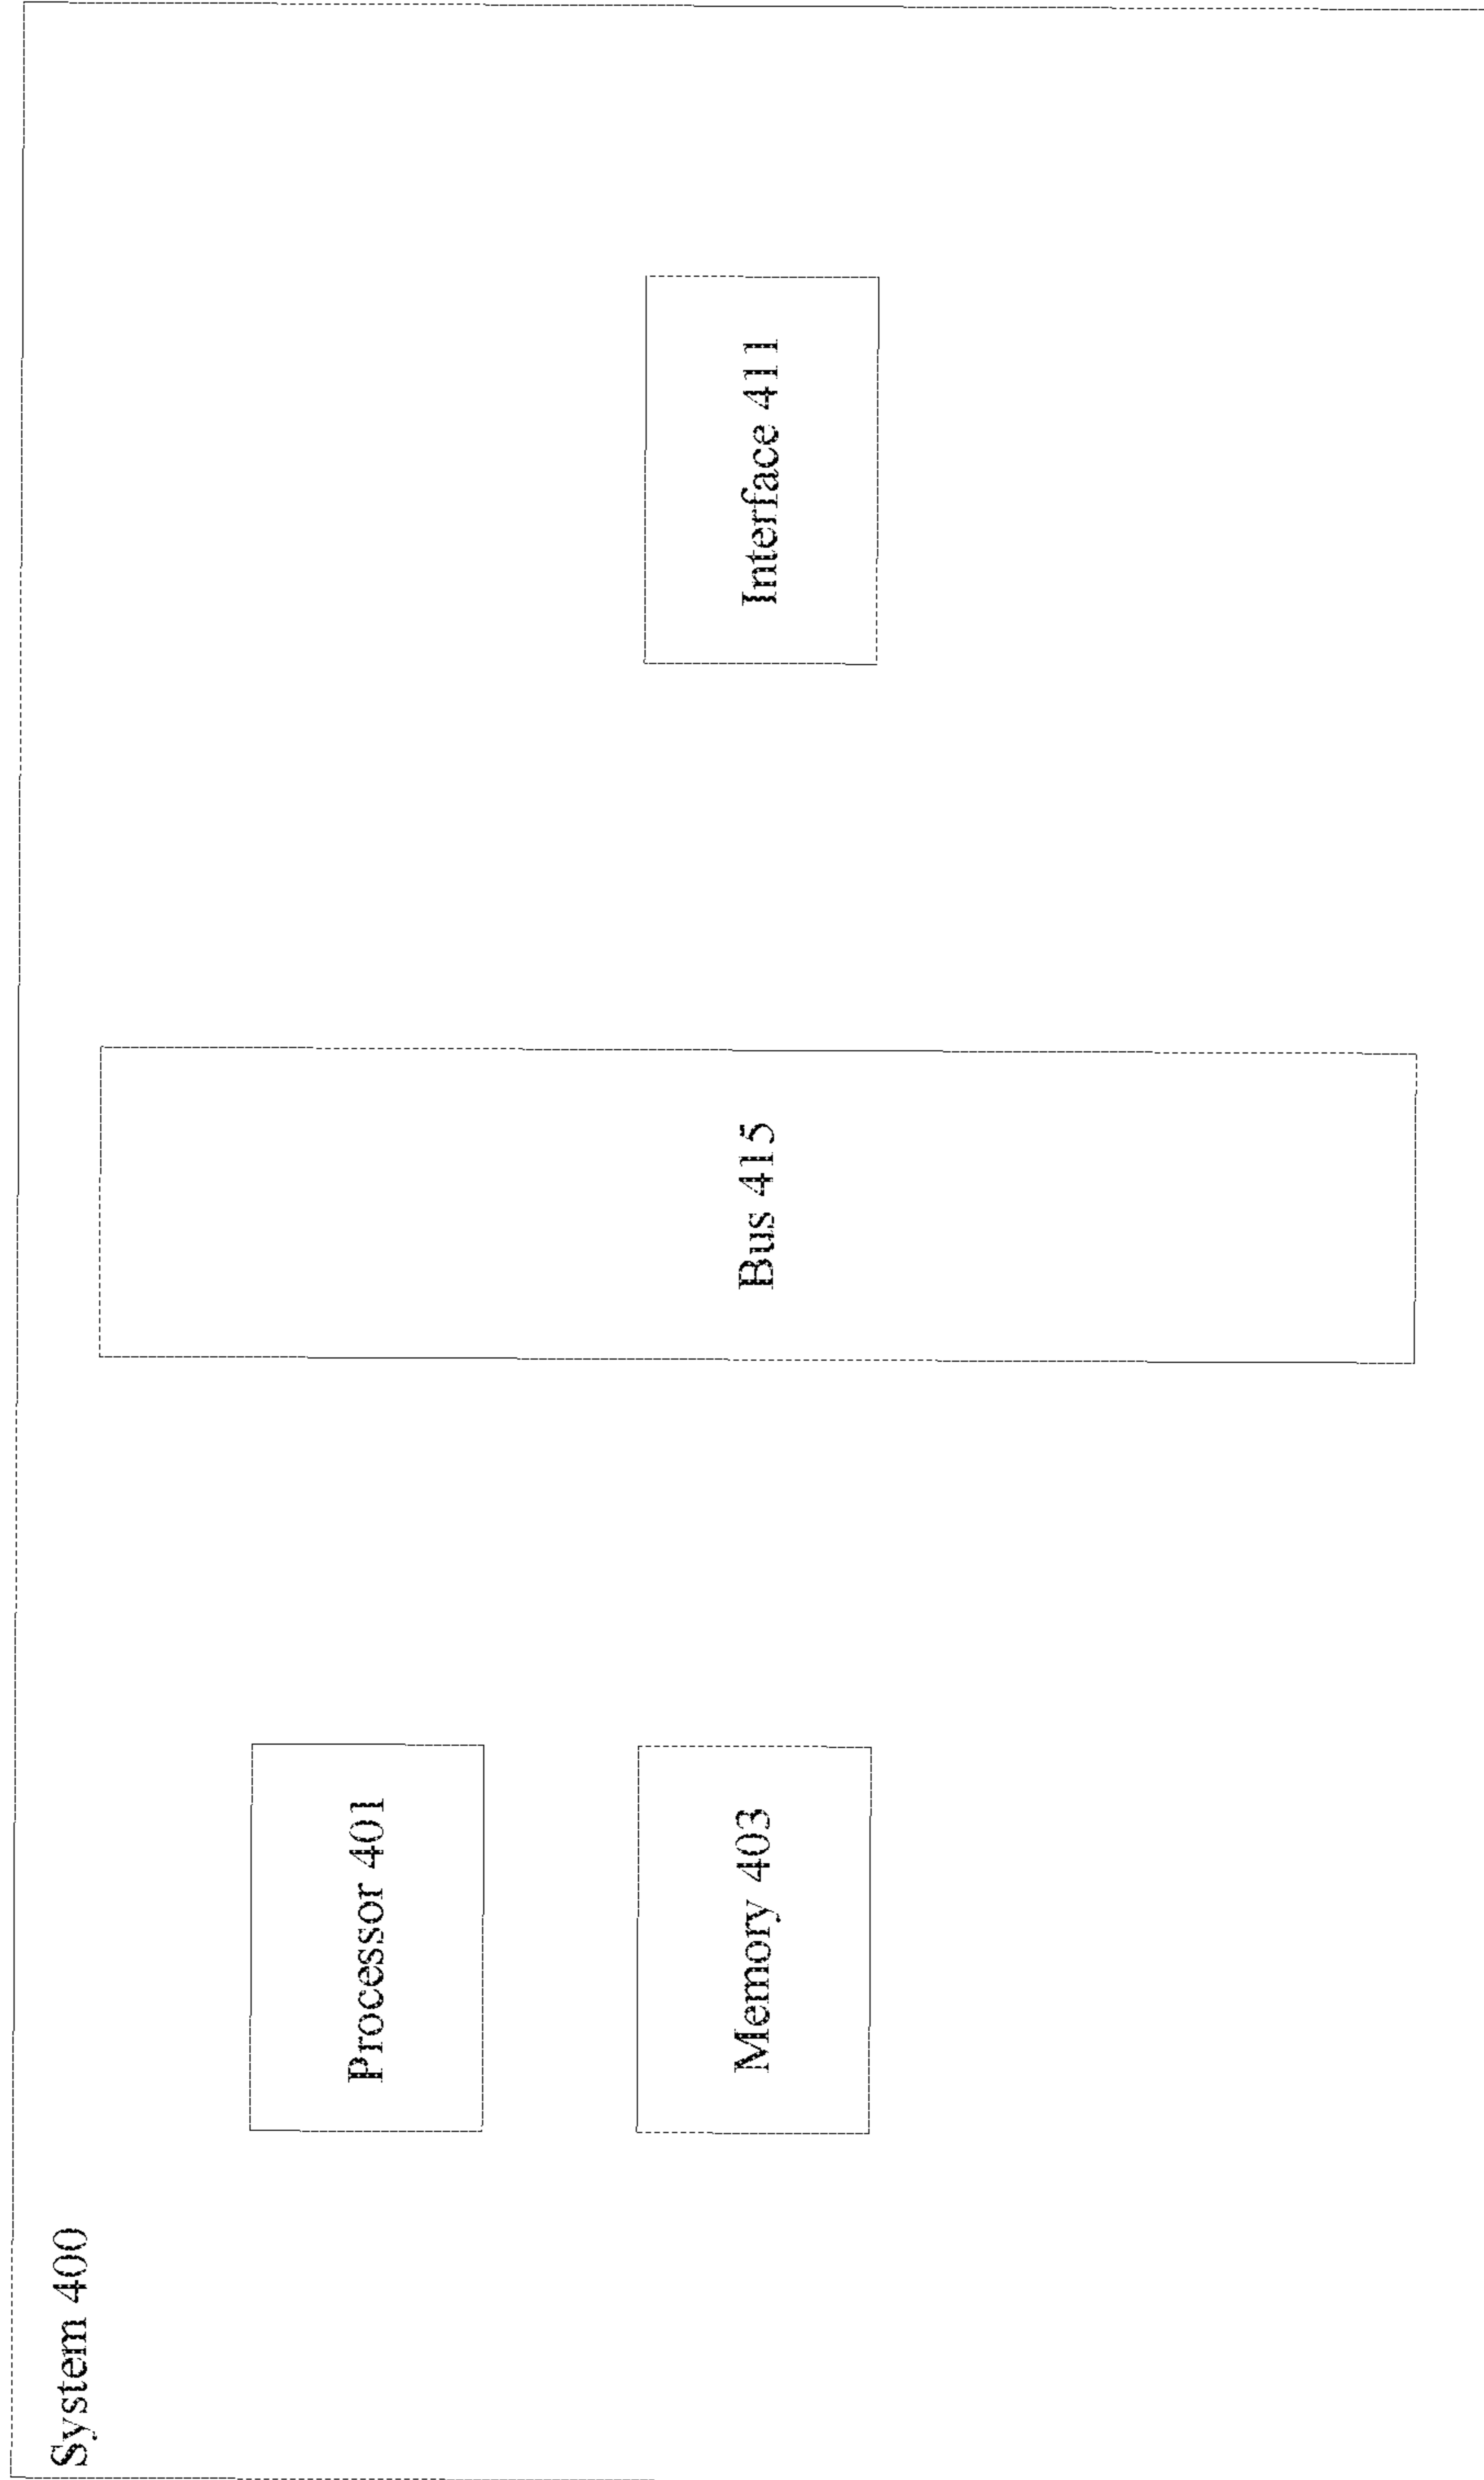 System 400
Processor 401
Memory 403
Bus 415
Interface 411